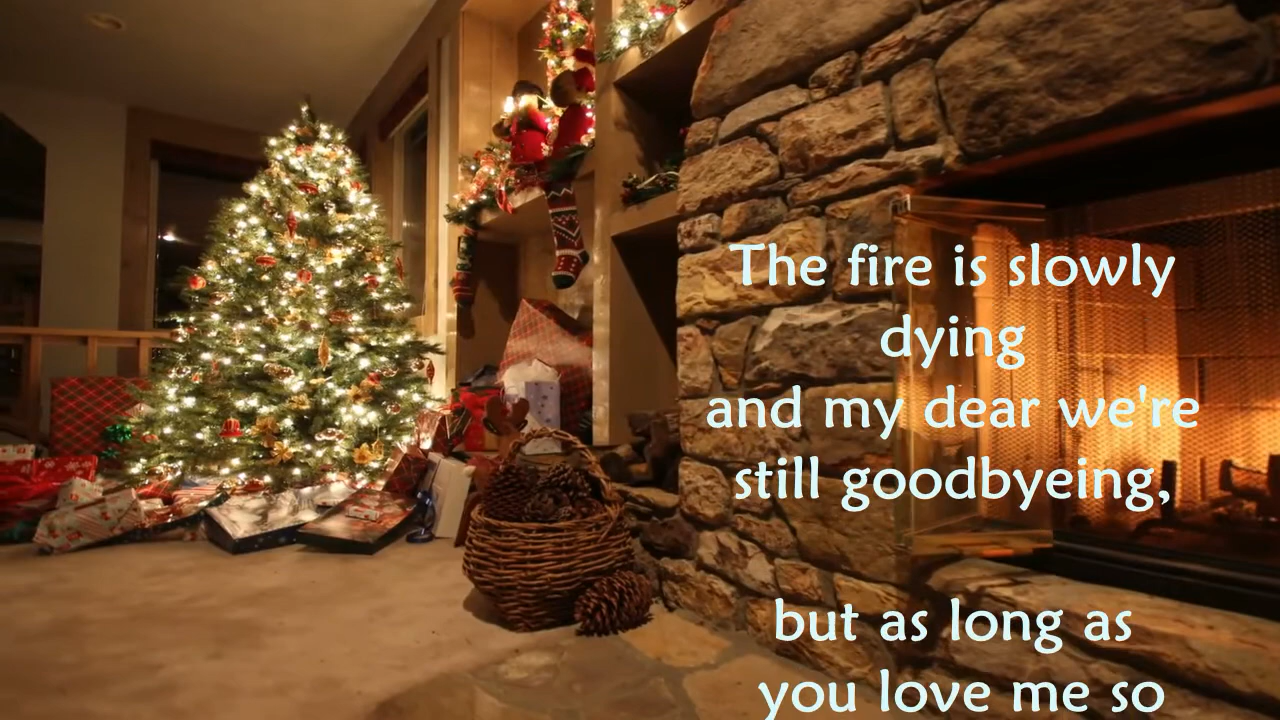 The fire is slowly
dying
and my dear we're
still goodbyeing,
but as long as
you love me so